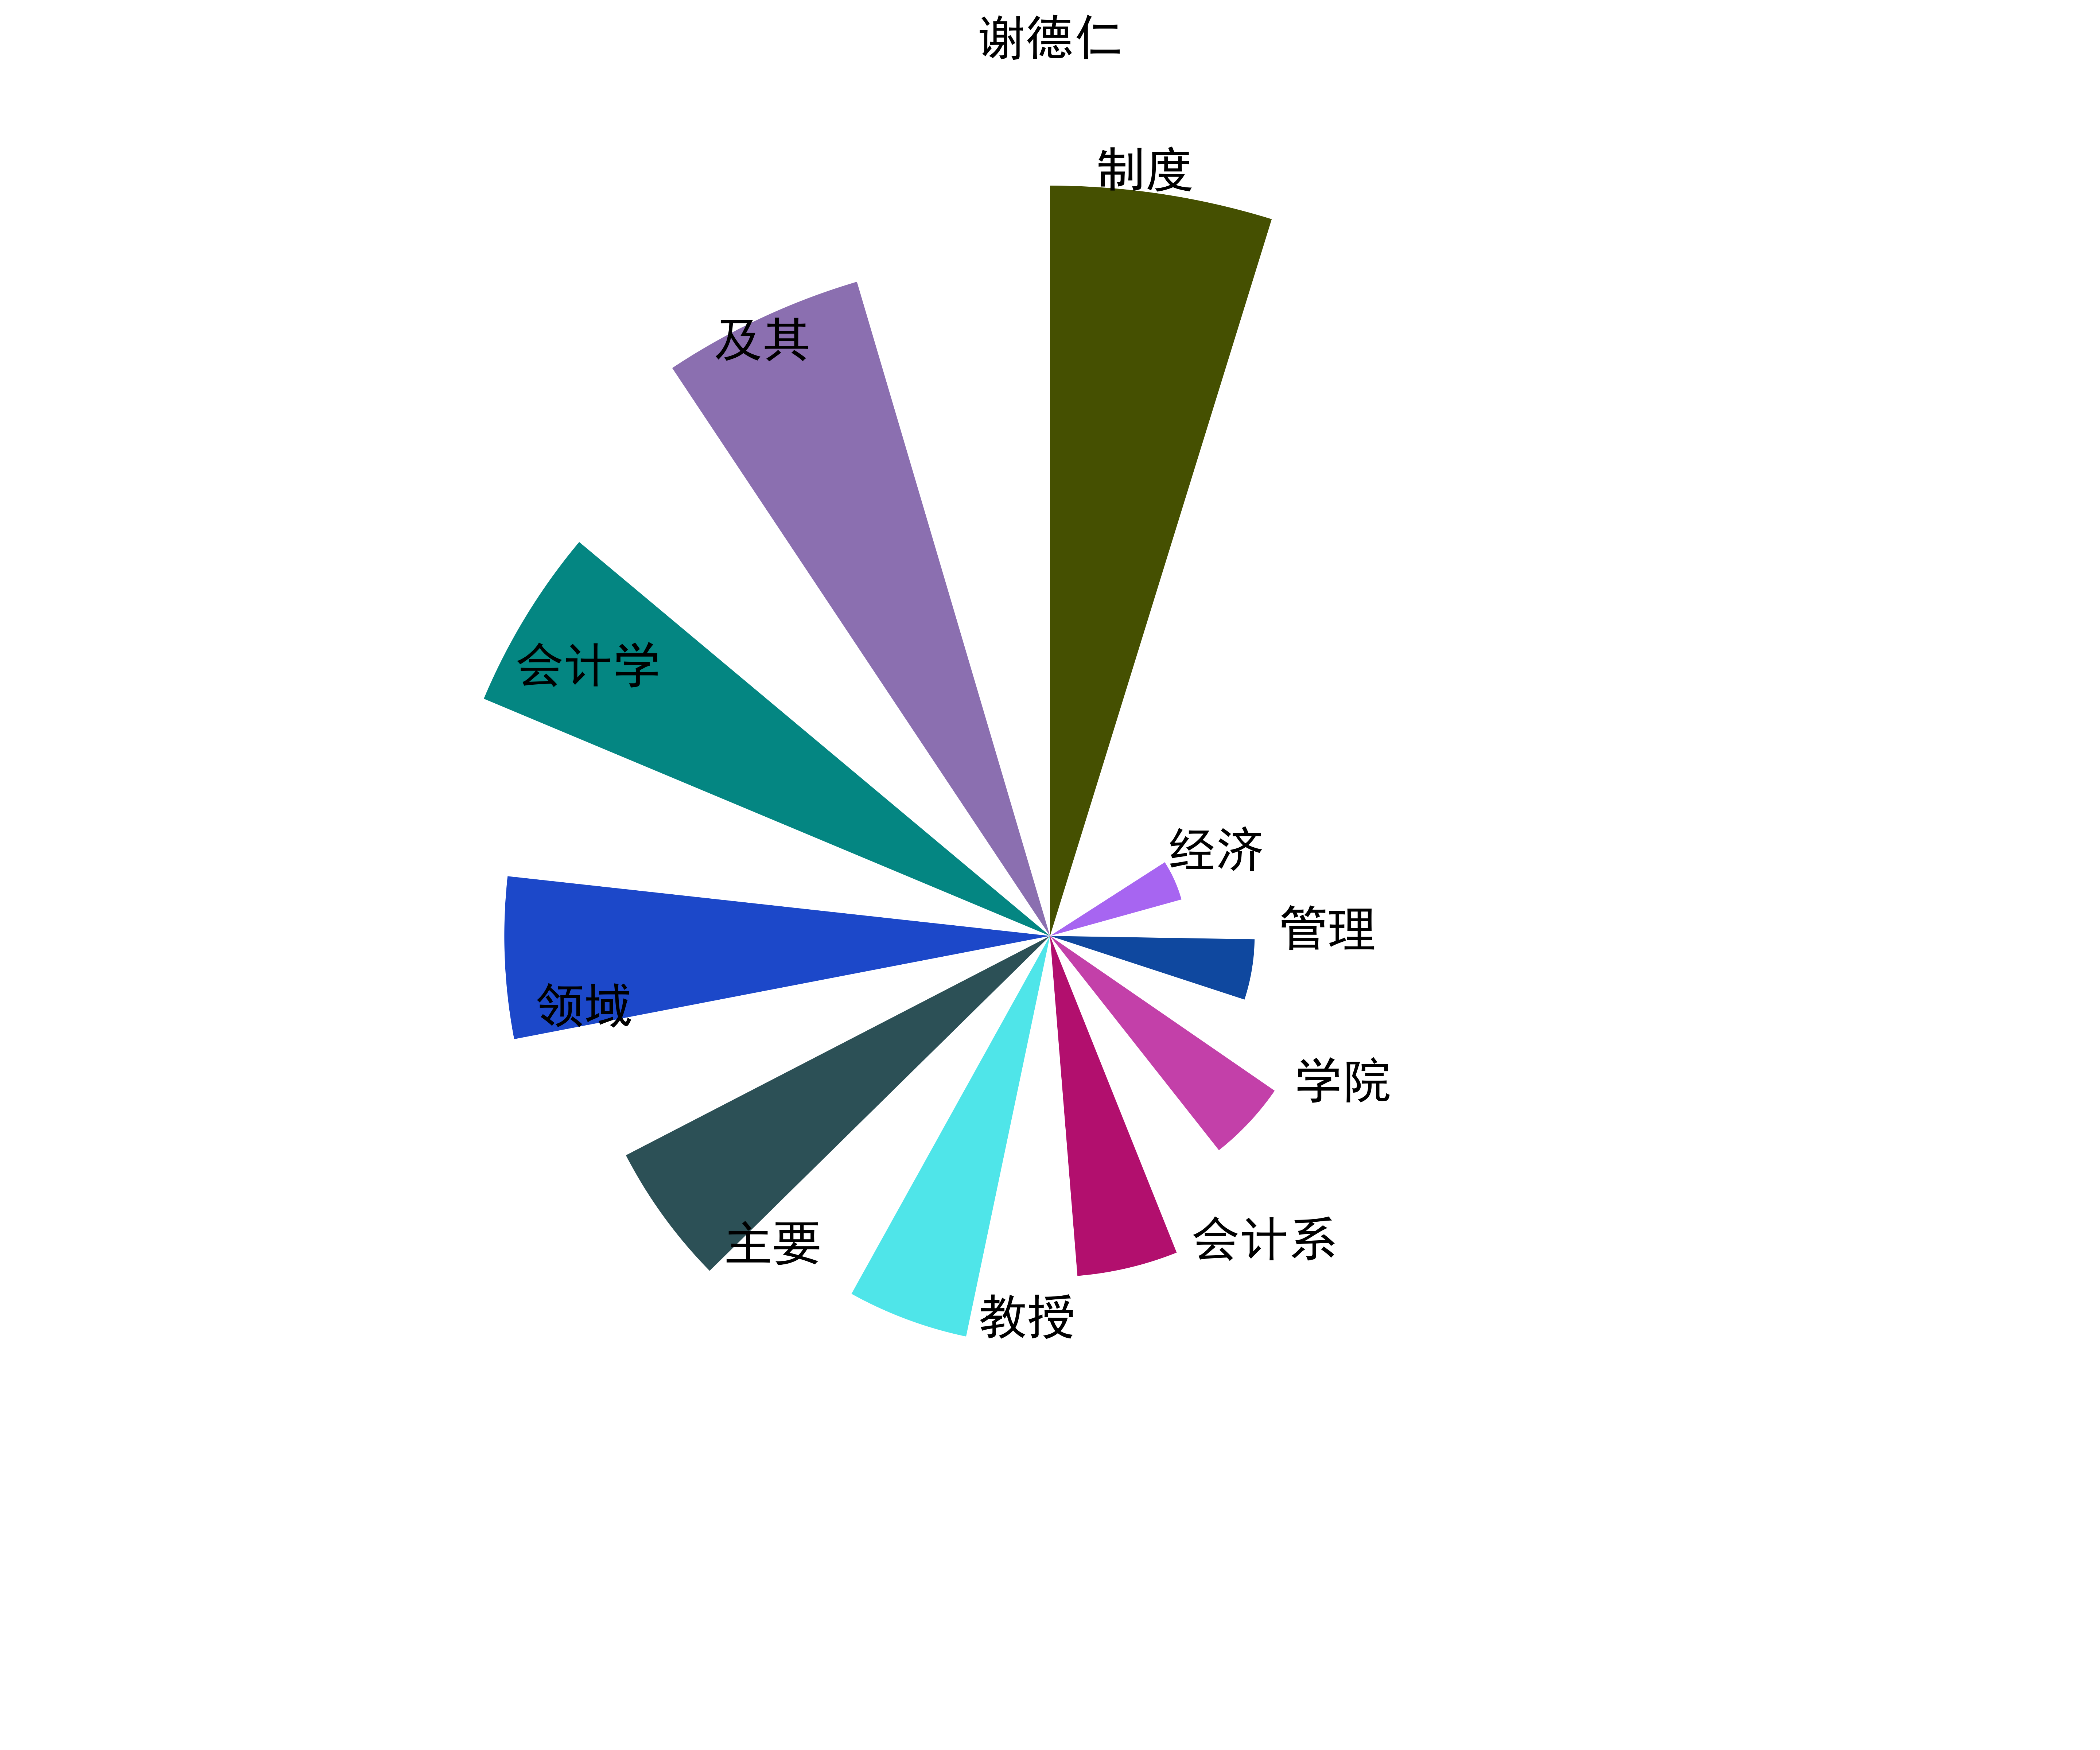 谢德仁
制度
及其
会计学
经济
管理
领域
学院
会计系
主要
教授